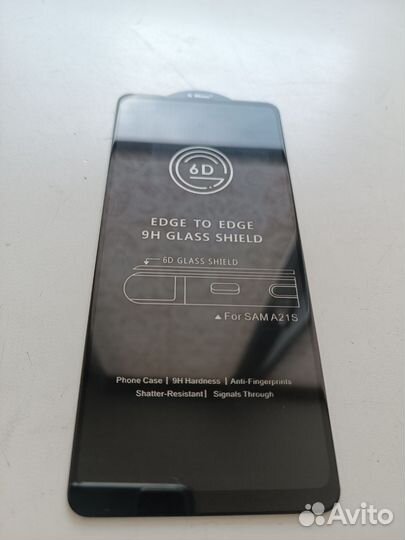 6D
EDGE TO EDGE
9H GLASS SHIELD
6D GLASS SHIELD
▲For SAM A21S
Phone Case | 9H Hardness | Anti-Fingerprints
Shatter-Resistant | Signals Through
Avito